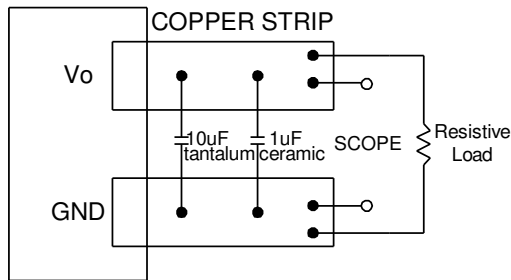 COPPER STRIP
Vo
10uF
tantalum
1uF
ceramic
SCOPE
Resistive
Load
GND